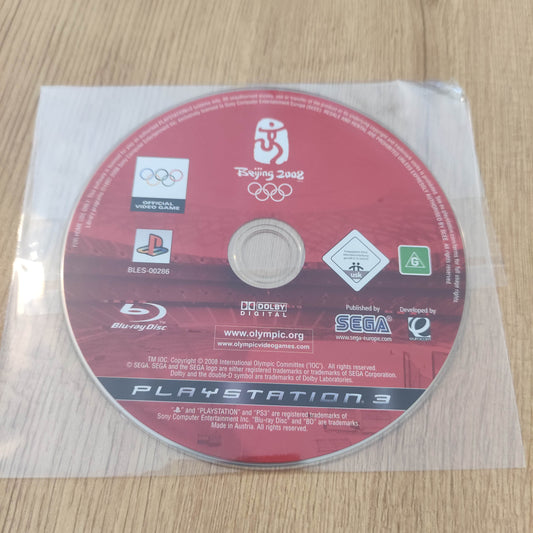 Beijing 2008
OFFICIAL
VIDEO GAME
BLES-00286
usk
G
Blu-ray Disc
DOLBY
DIGITAL
www.olympic.org
www.olympicvideogames.com
Published by
SEGA
www.sega-europe.com
Developed by
eurocom
TM IOC. Copyright © 2008 International Olympic Committee ("IOC"). All rights reserved.
© SEGA. SEGA and the SEGA logo are either registered trademarks or trademarks of SEGA Corporation.
Dolby and the double-D symbol are trademarks of Dolby Laboratories.
PLAYSTATION 3
" " and "PLAYSTATION" and "PS3" are registered trademarks of
Sony Computer Entertainment Inc. "Blu-ray Disc" and "BD" are trademarks.
Made in Austria. All rights reserved.